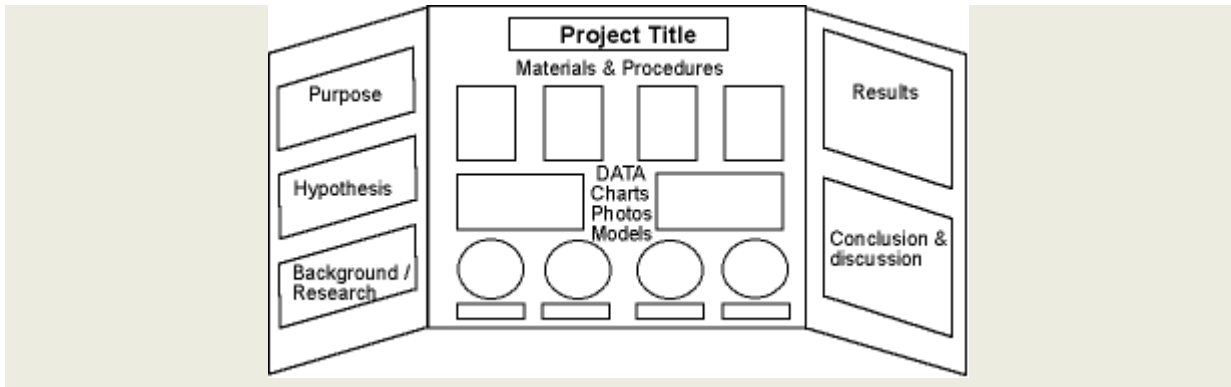 Purpose
Hypothesis
Background /
Research
Project Title
Materials & Procedures
DATA
Charts
Photos
Models
Results
Conclusion &
discussion